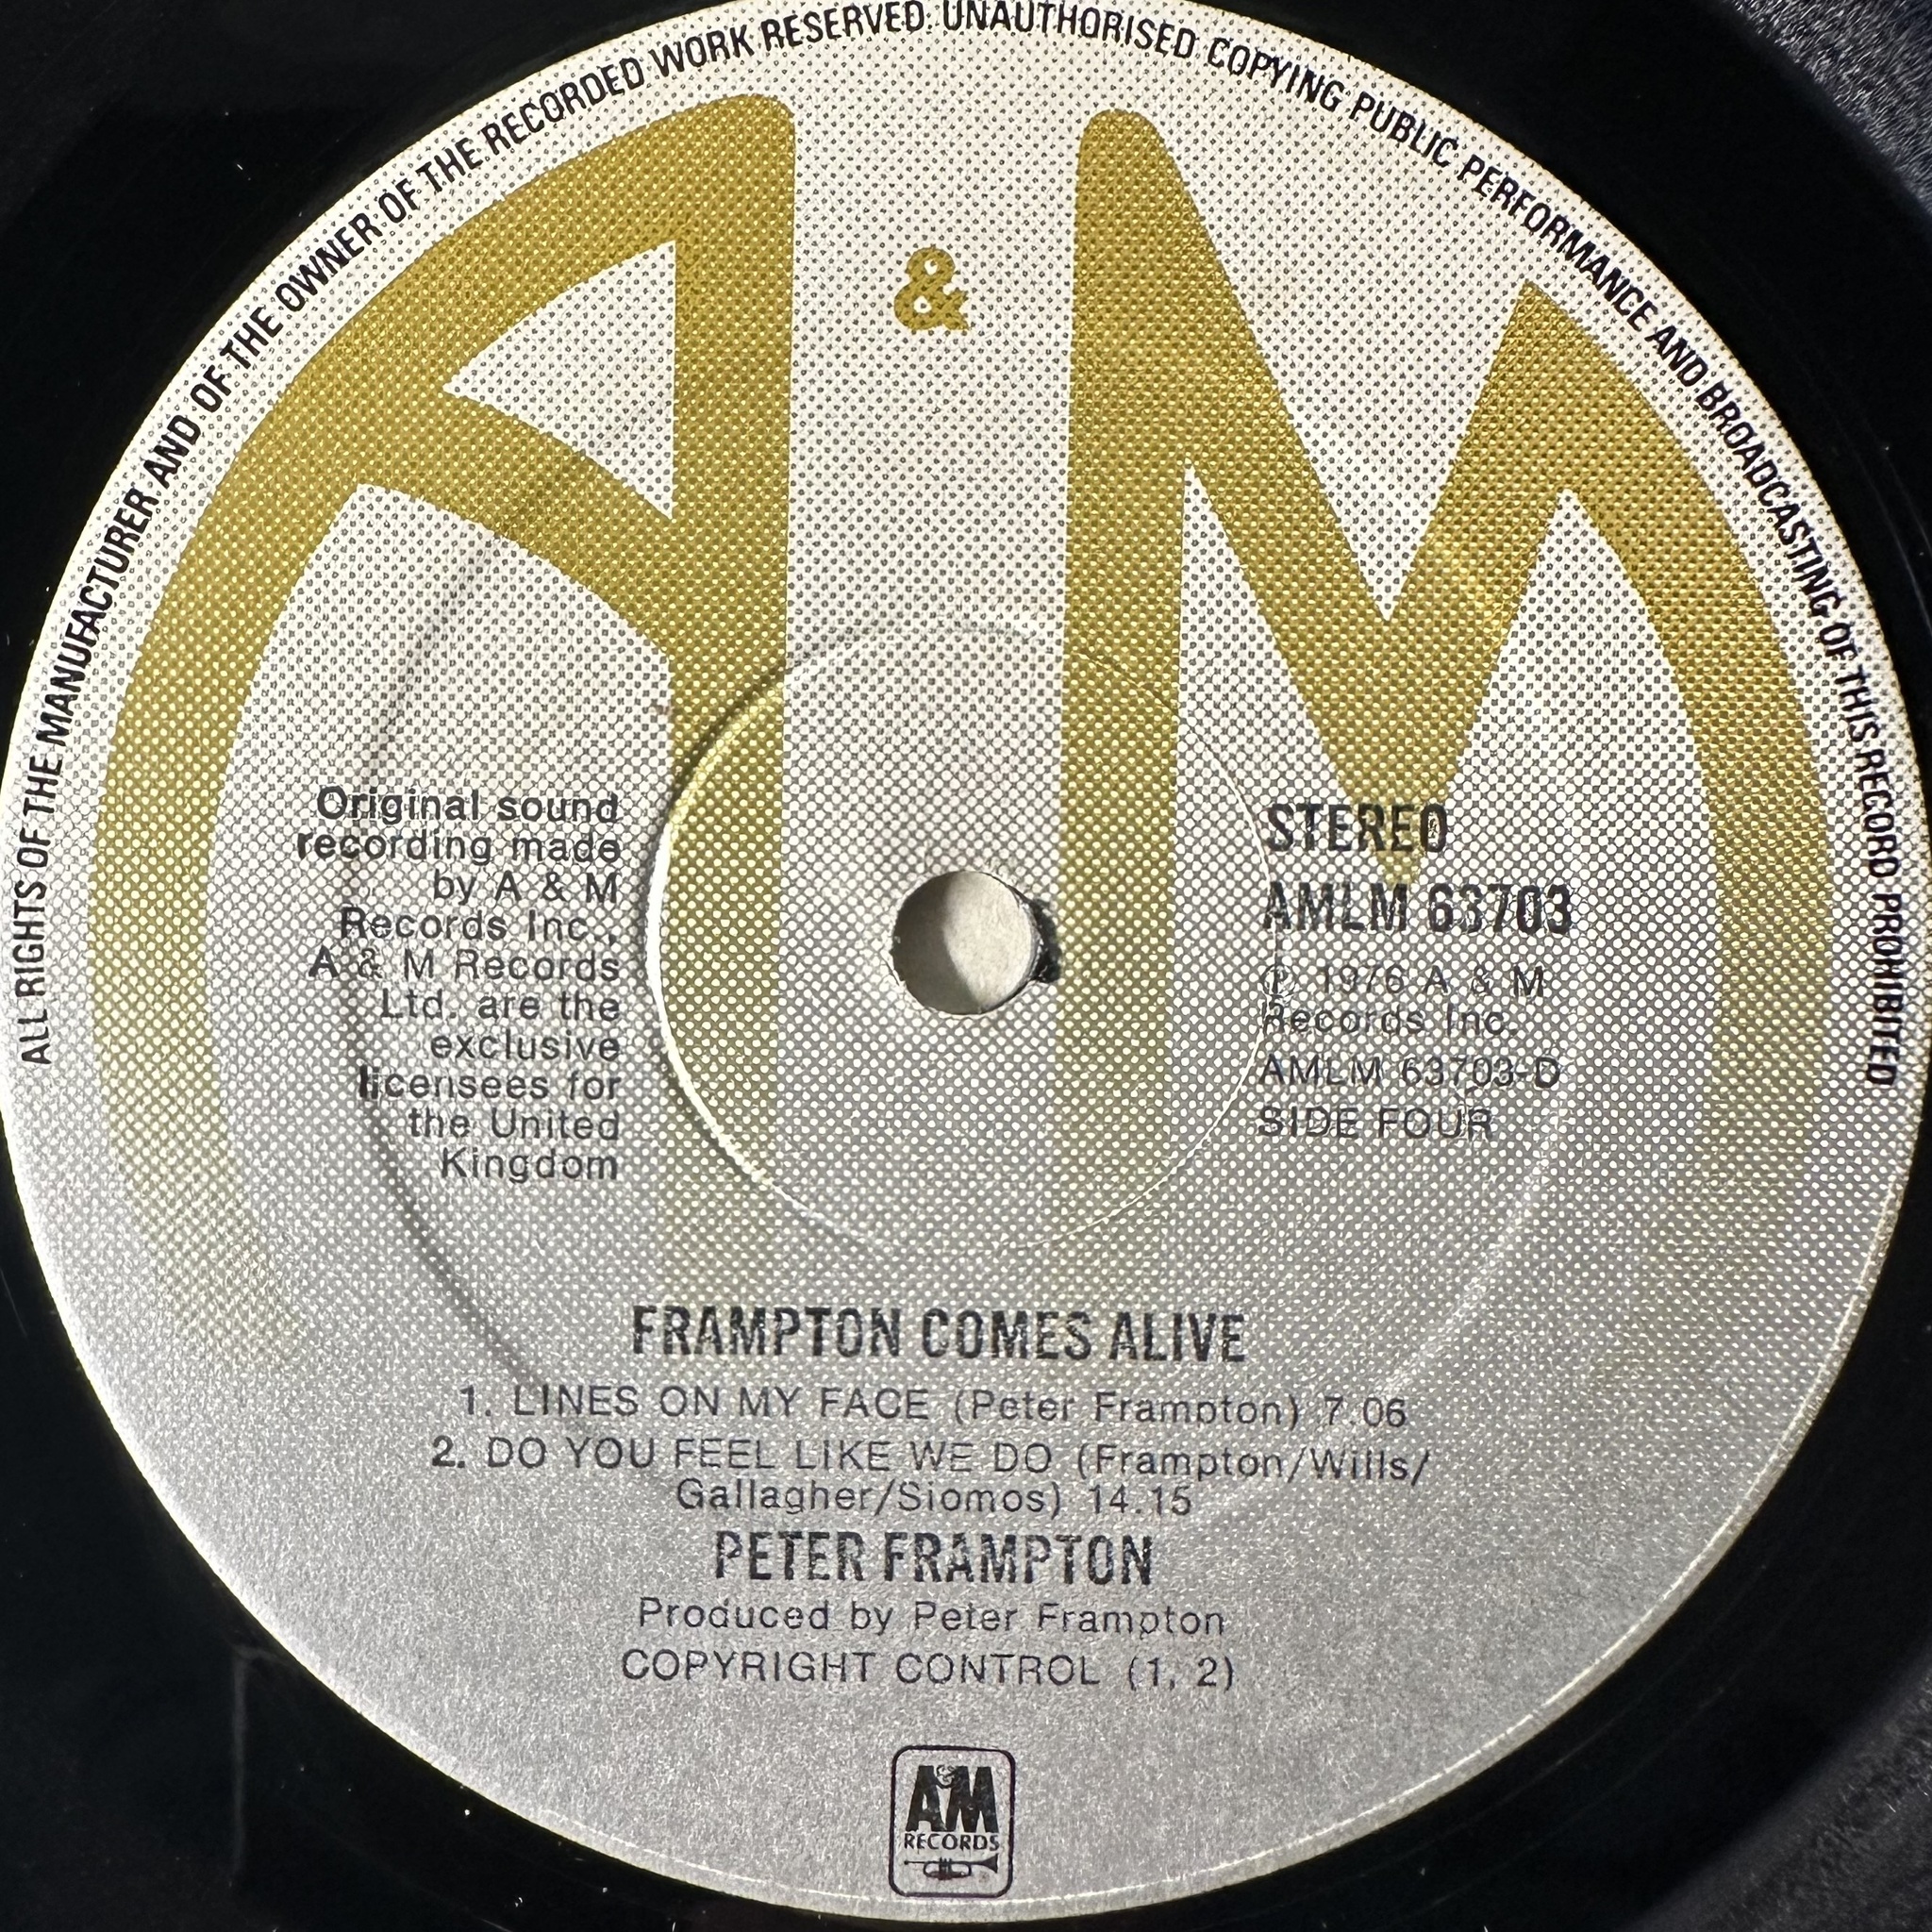 ALL RIGHTS OF THE MANUFACTURER AND OF THE OWNER OF THE RECORDED WORK RESERVED. UNAUTHORISED COPYING PUBLIC PERFORMANCE AND BROADCASTING OF THIS RECORD PROHIBITED
A & M
Original sound
recording made
by A & M
Records Inc.,
A & M Records
Ltd. are the
exclusive
licensees for
the United
Kingdom
STEREO
AMLM 63703
℗ 1976 A & M
Records Inc.
AMLM 63703-D
SIDE FOUR
FRAMPTON COMES ALIVE
1. LINES ON MY FACE (Peter Frampton) 7.06
2. DO YOU FEEL LIKE WE DO (Frampton/Wills/
Gallagher/Siomos) 14.15
PETER FRAMPTON
Produced by Peter Frampton
COPYRIGHT CONTROL (1, 2)
A&M
RECORDS